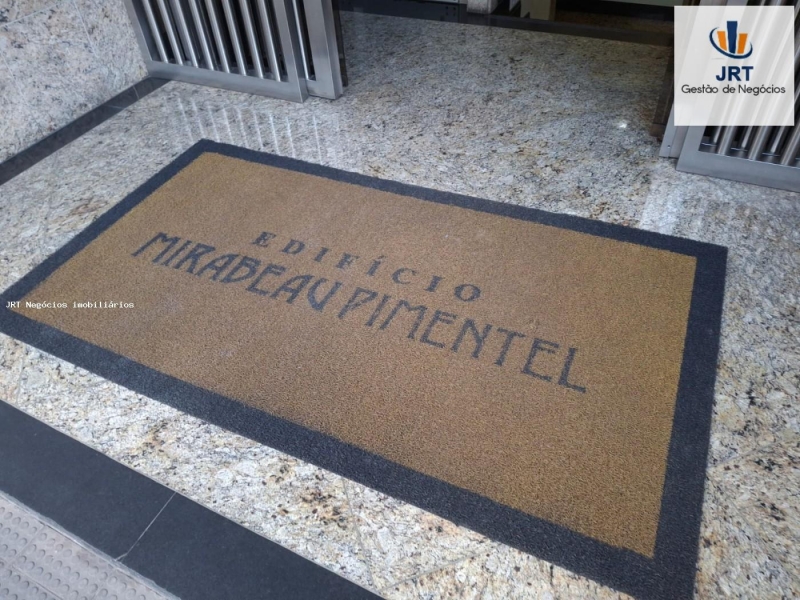 JRT
Gestão de Negócios
EDIFÍCIO
MIRABEAU PIMENTEL
JRT Negócios imobiliários